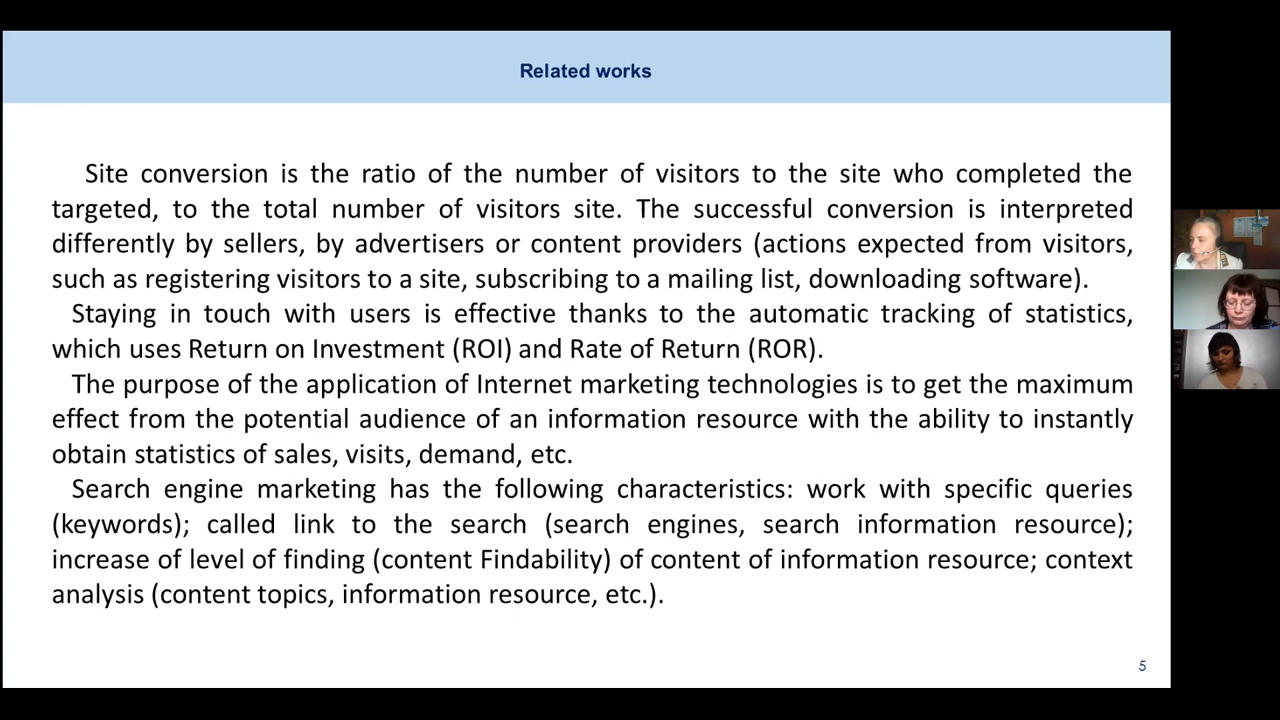 Related works
Site conversion is the ratio of the number of visitors to the site who completed the
targeted, to the total number of visitors site. The successful conversion is interpreted
differently by sellers, by advertisers or content providers (actions expected from visitors,
such as registering visitors to a site, subscribing to a mailing list, downloading software).
Staying in touch with users is effective thanks to the automatic tracking of statistics,
which uses Return on Investment (ROI) and Rate of Return (ROR).
The purpose of the application of Internet marketing technologies is to get the maximum
effect from the potential audience of an information resource with the ability to instantly
obtain statistics of sales, visits, demand, etc.
Search engine marketing has the following characteristics: work with specific queries
(keywords); called link to the search (search engines, search information resource);
increase of level of finding (content Findability) of content of information resource; context
analysis (content topics, information resource, etc.).
5